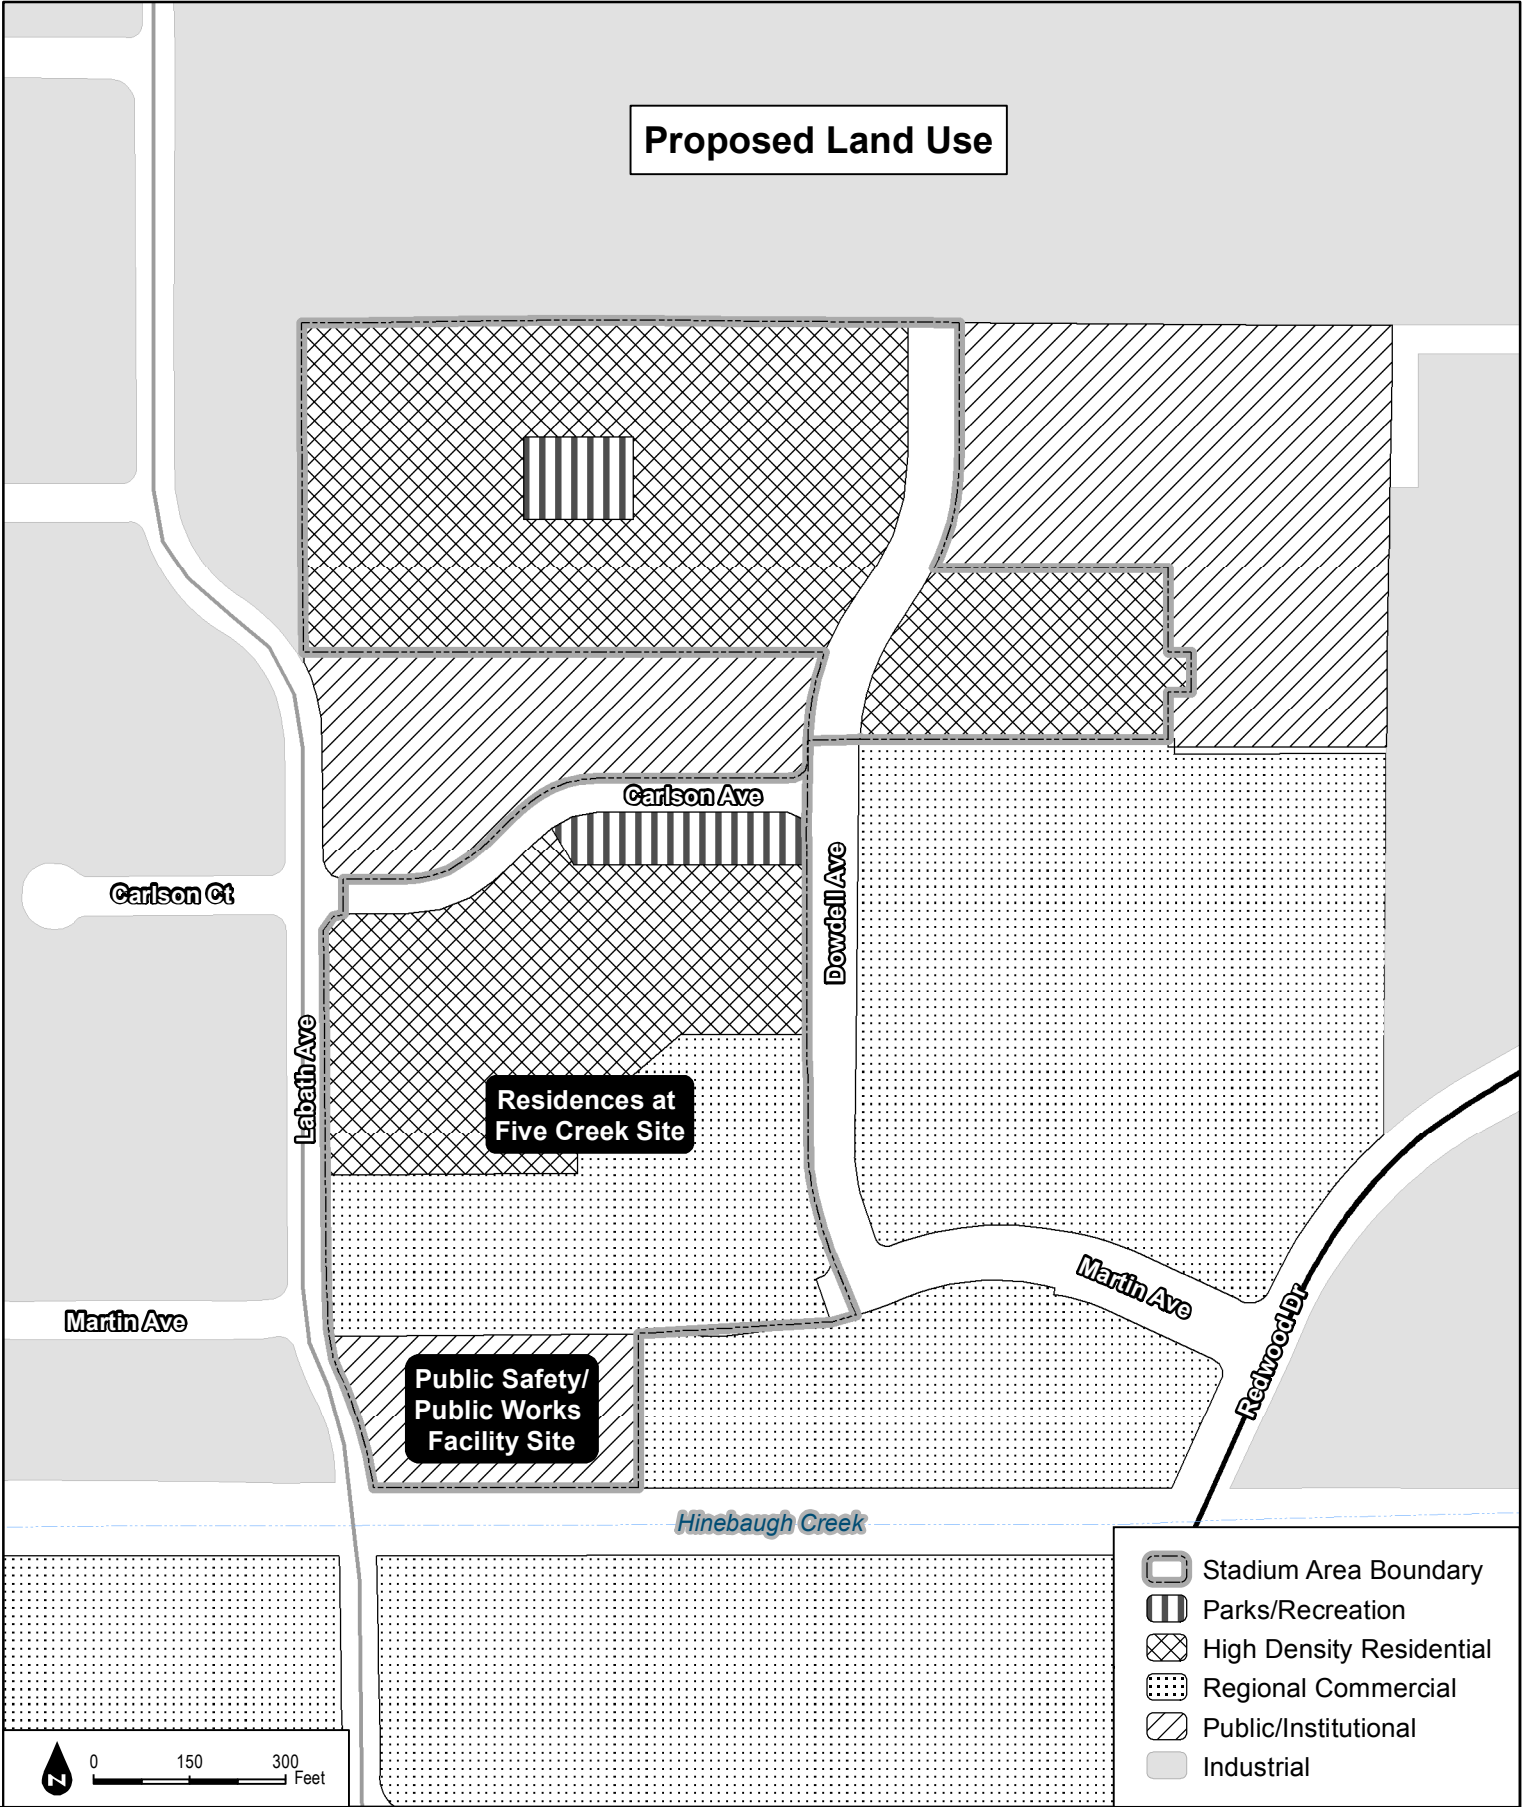 Proposed Land Use
Carlson Ave
Carlson Ct
Dowdell Ave
Labath Ave
Residences at
Five Creek Site
Martin Ave
Martin Ave
Redwood Dr
Public Safety/
Public Works
Facility Site
Hinebaugh Creek
Stadium Area Boundary
Parks/Recreation
High Density Residential
Regional Commercial
Public/Institutional
Industrial
N
0 150 300
Feet